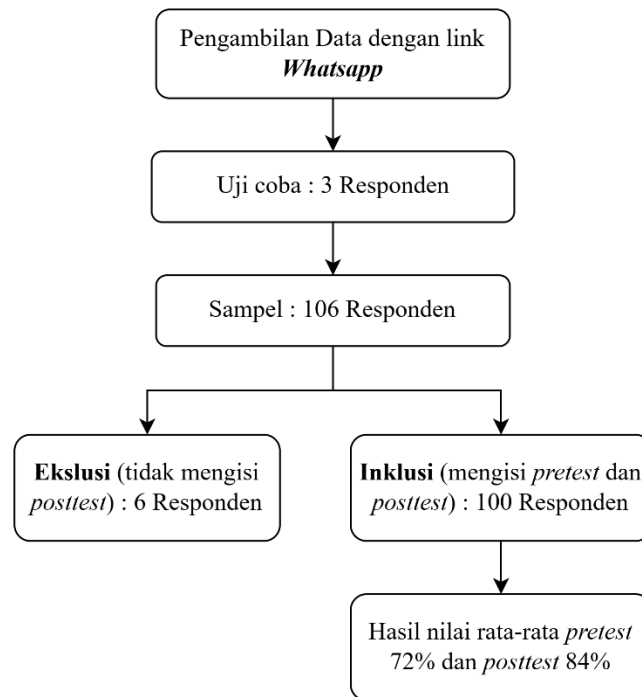 Pengambilan Data dengan link
Whatsapp
Uji coba : 3 Responden
Sampel : 106 Responden
Ekslusi (tidak mengisi
posttest) : 6 Responden
Inklusi (mengisi pretest dan
posttest) : 100 Responden
Hasil nilai rata-rata pretest
72% dan posttest 84%